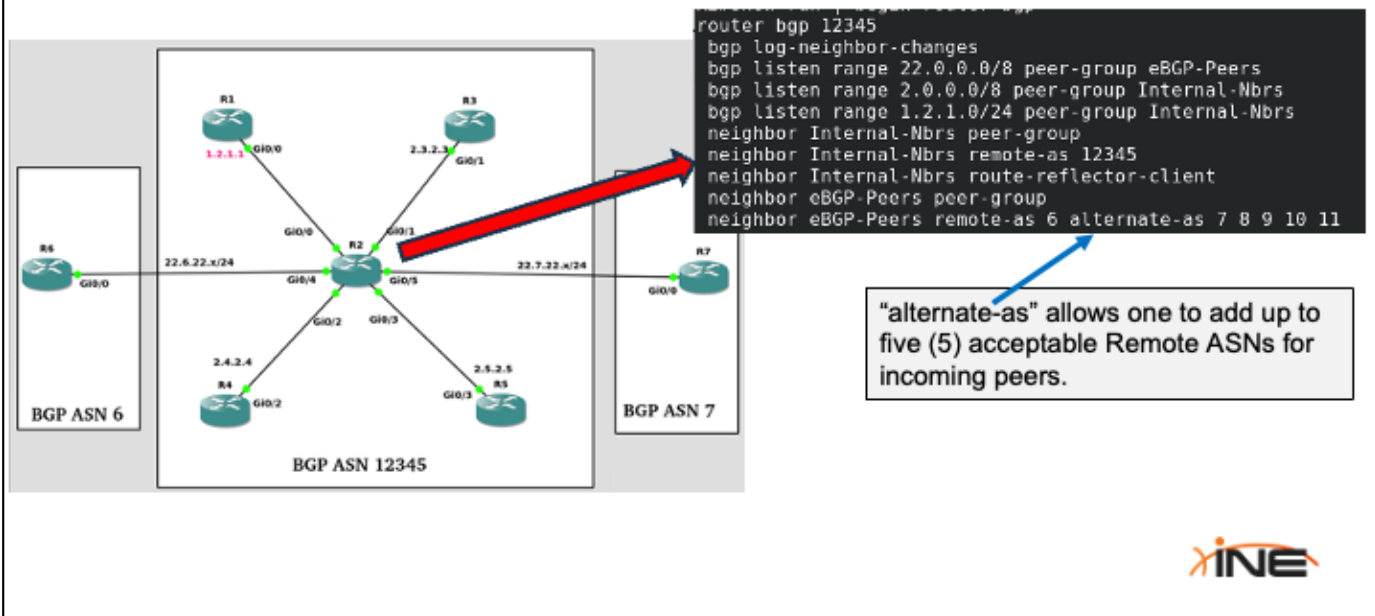 router bgp 12345
bgp log-neighbor-changes
bgp listen range 22.0.0.0/8 peer-group eBGP-Peers
bgp listen range 2.0.0.0/8 peer-group Internal-Nbrs
bgp listen range 1.2.1.0/24 peer-group Internal-Nbrs
neighbor Internal-Nbrs peer-group
neighbor Internal-Nbrs remote-as 12345
neighbor Internal-Nbrs route-reflector-client
neighbor eBGP-Peers peer-group
neighbor eBGP-Peers remote-as 6 alternate-as 7 8 9 10 11
R1
R3
1.2.1.1
Gi0/0
2.3.2.3
Gi0/1
Gi0/0
Gi0/1
R6
R2
R7
22.6.22.x/24
22.7.22.x/24
Gi0/0
Gi0/4
Gi0/5
Gi0/0
Gi0/2
Gi0/3
2.4.2.4
2.5.2.5
R4
R5
Gi0/2
Gi0/3
BGP ASN 6
BGP ASN 7
BGP ASN 12345
“alternate-as” allows one to add up to
five (5) acceptable Remote ASNs for
incoming peers.
INE